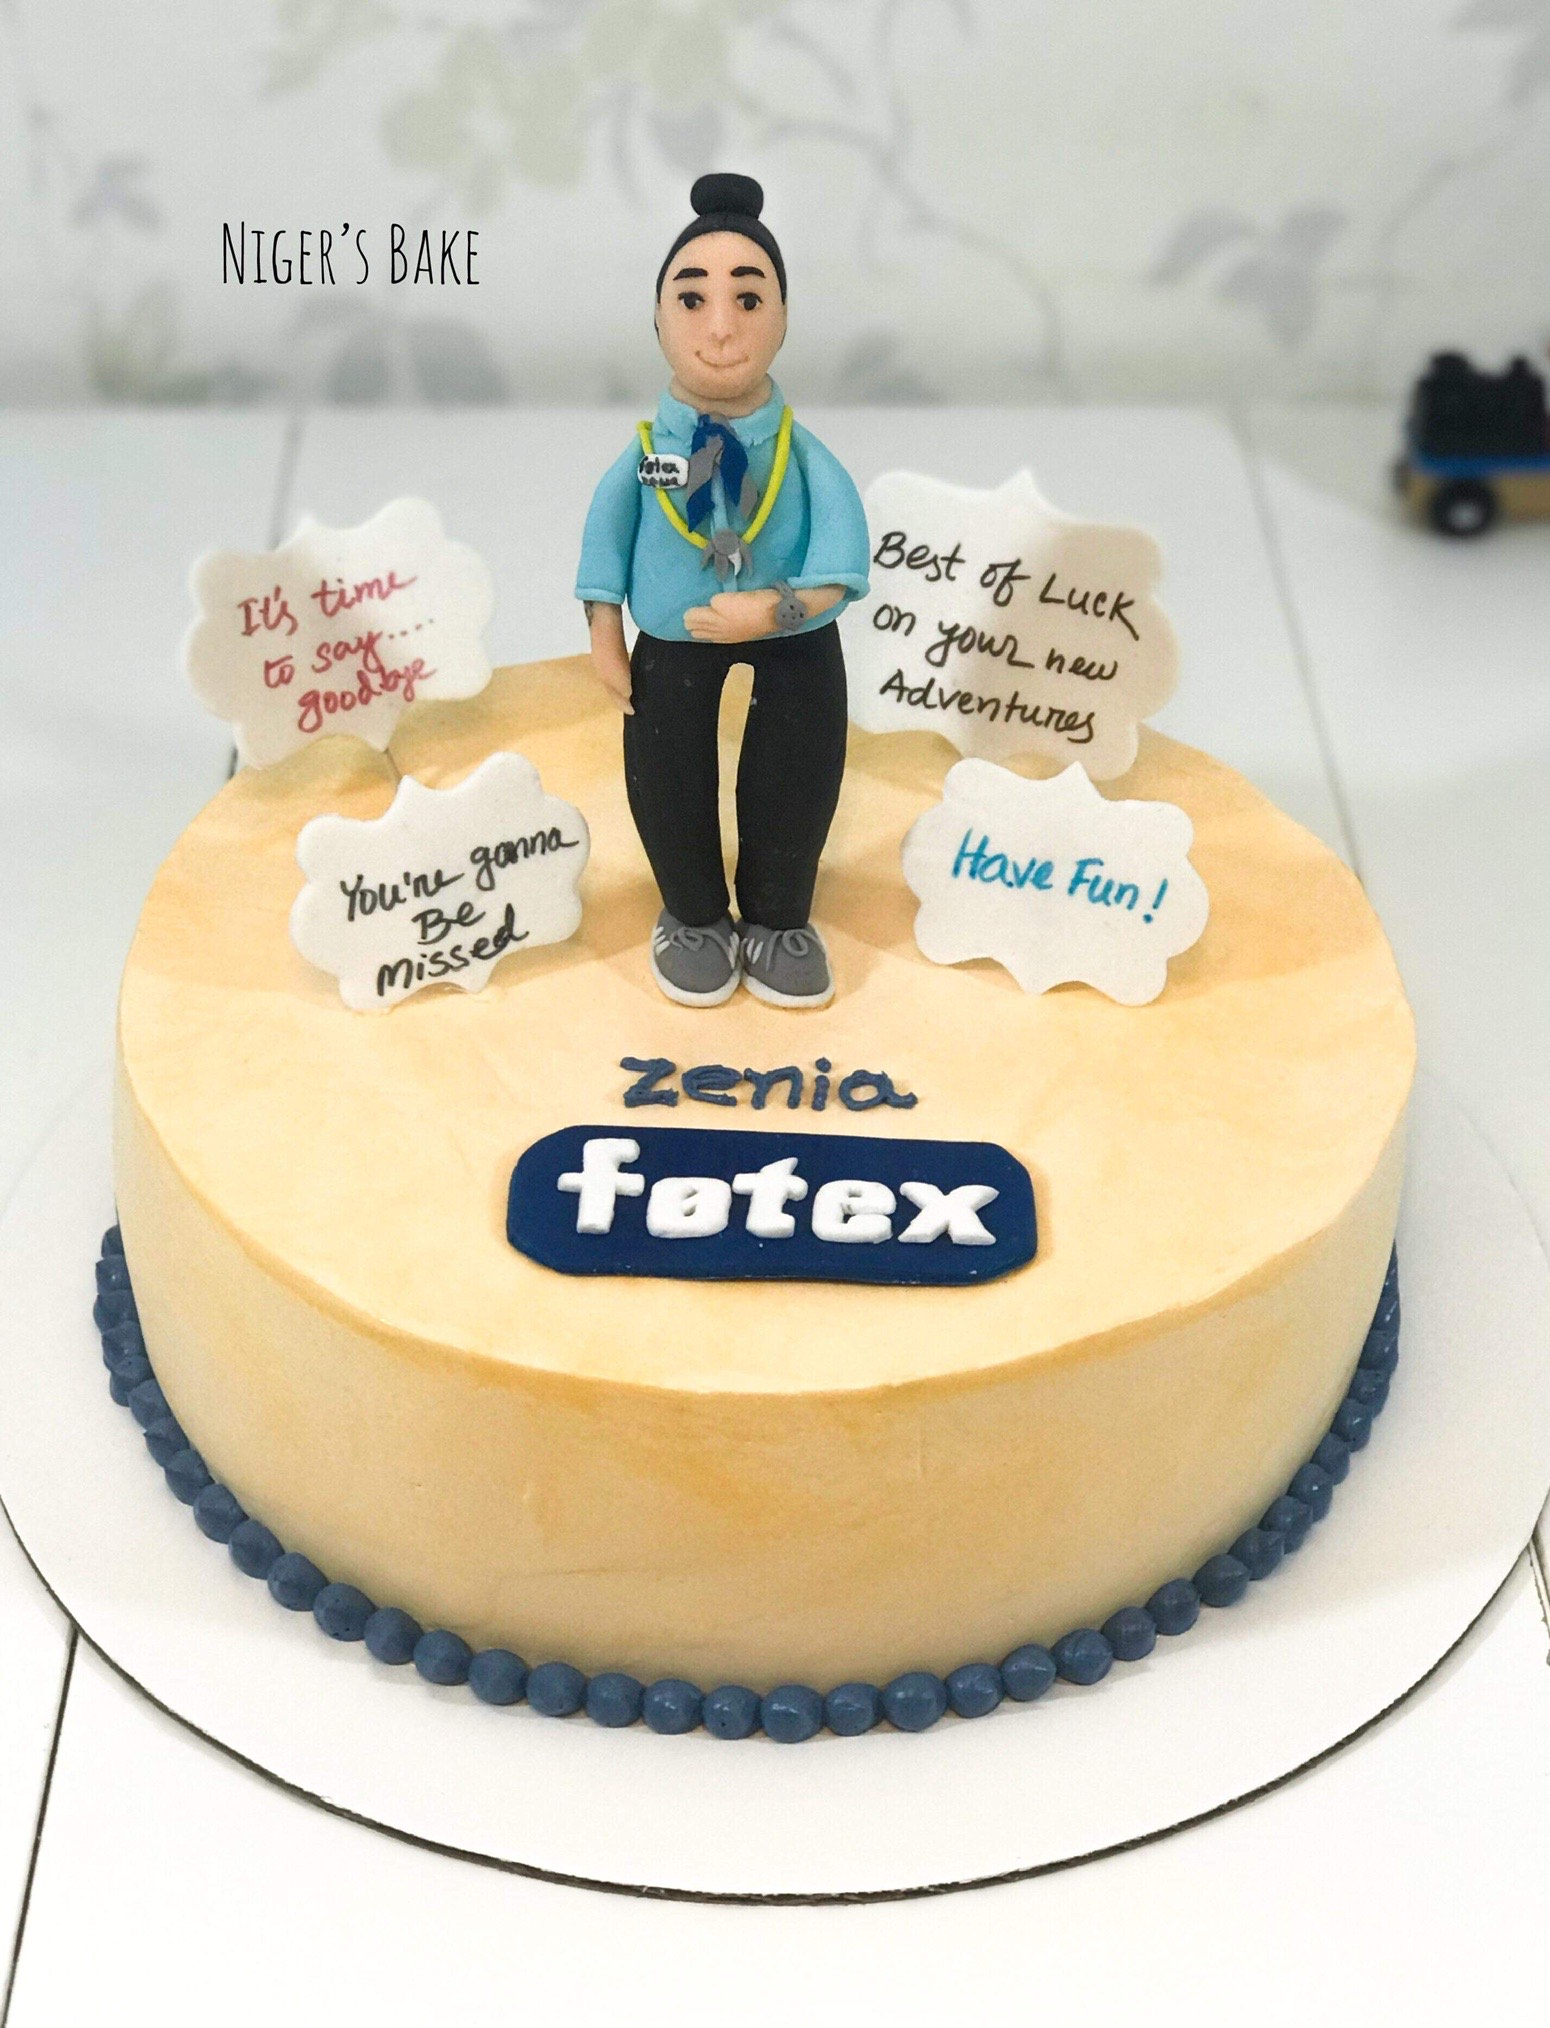 NIGER'S BAKE
It's time
to say....
goodbye
Best of Luck
on your new
Adventures
You're gonna
Be
missed
Have Fun!
zenia
føtex
føtex